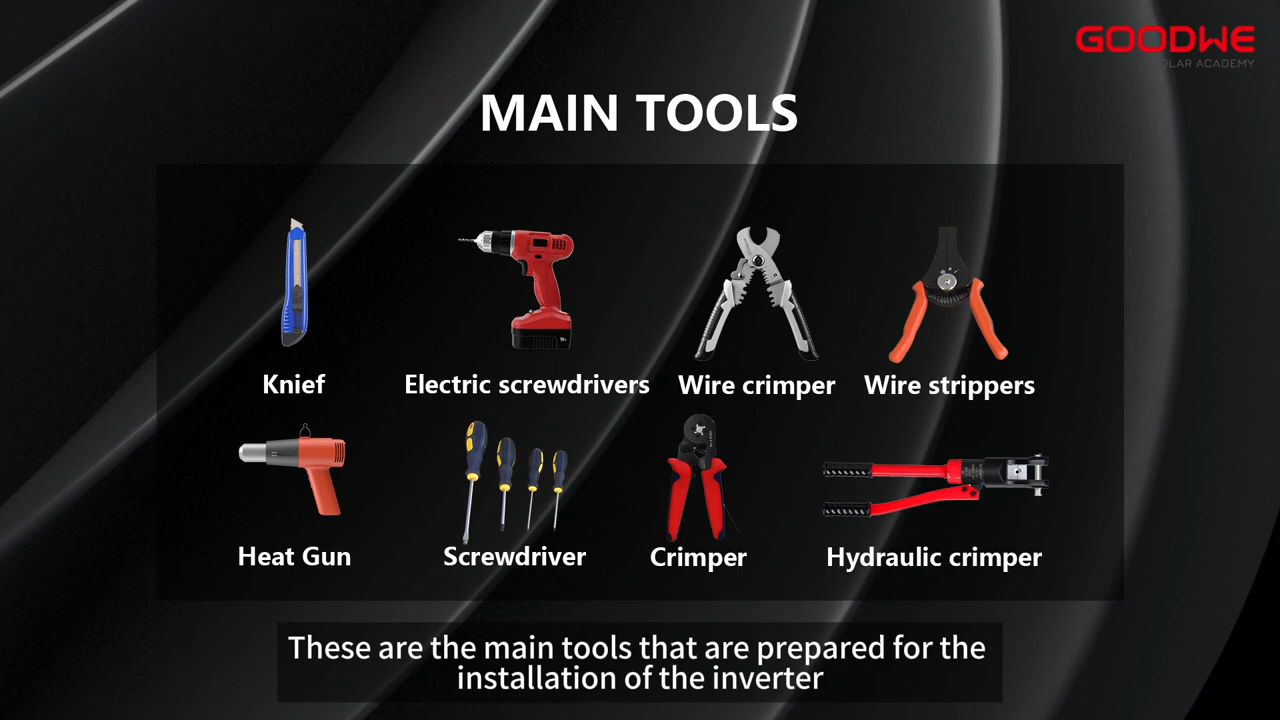 GOODWE
OLAR ACADEMY
MAIN TOOLS
Knief
Electric screwdrivers
Wire crimper
Wire strippers
Heat Gun
Screwdriver
Crimper
Hydraulic crimper
These are the main tools that are prepared for the
installation of the inverter